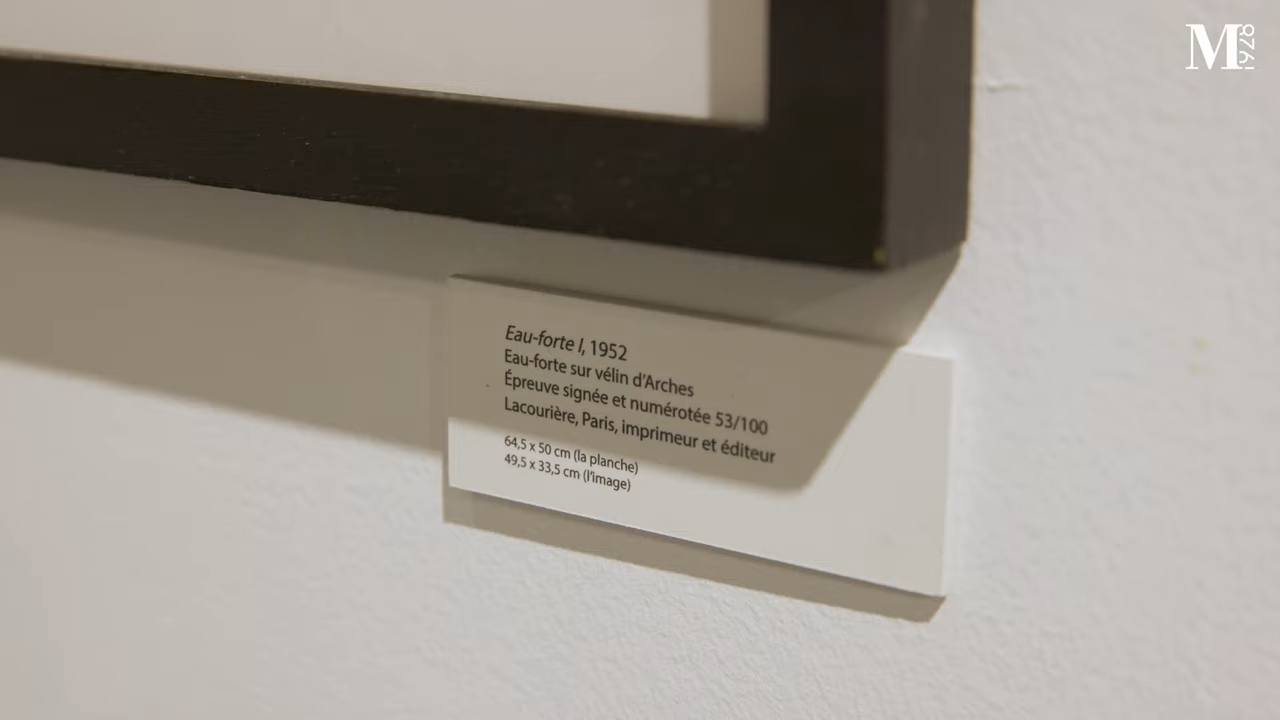 M 1928
Eau-forte I, 1952
Eau-forte sur vélin d'Arches
Épreuve signée et numérotée 53/100
Lacourière, Paris, imprimeur et éditeur
64,5 x 50 cm (la planche)
49,5 x 33,5 cm (l'image)